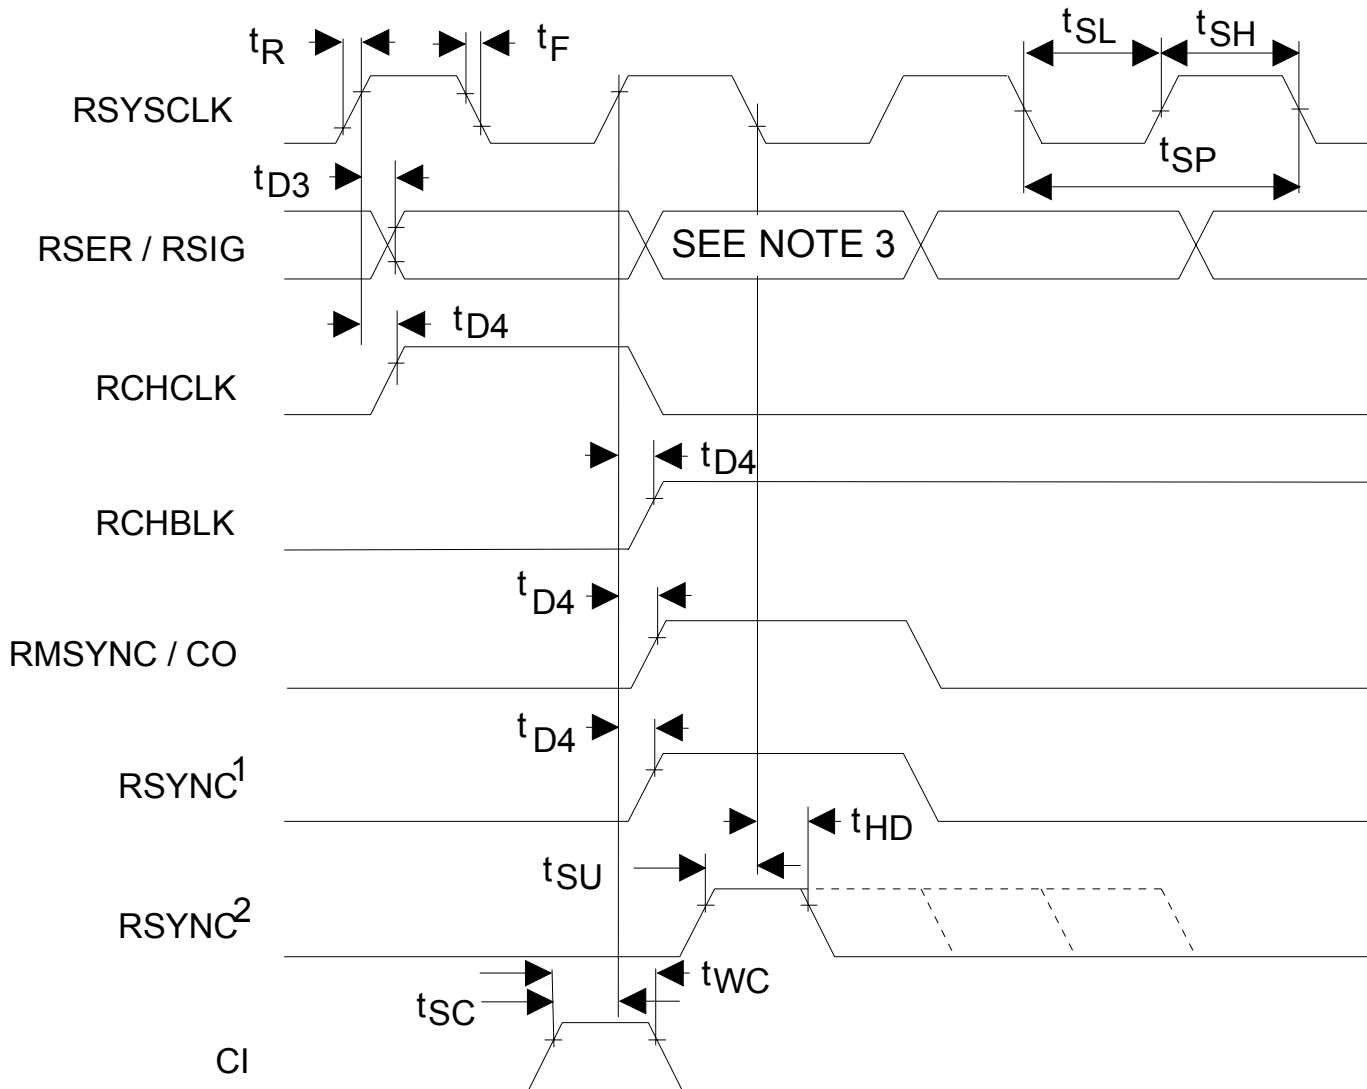 tR tF tSL tSH
RSYSCLK
tSP
tD3
RSER / RSIG SEE NOTE 3
tD4
RCHCLK
tD4
RCHBLK
tD4
RMSYNC / CO
tD4
RSYNC1
tHD
tSU
RSYNC2
tWC
tSC
CI